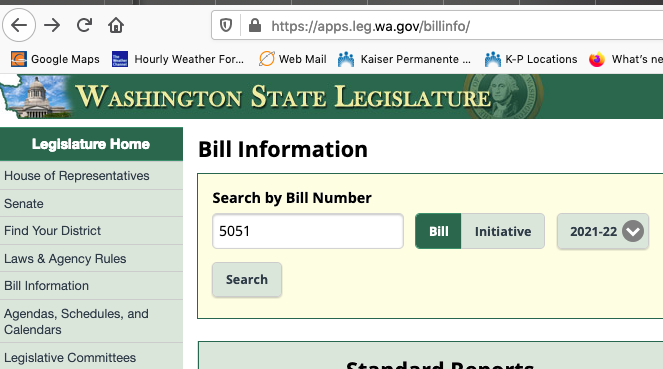 https://apps.leg.wa.gov/billinfo/
Google Maps Hourly Weather For... Web Mail Kaiser Permanente ... K-P Locations What's ne
WASHINGTON STATE LEGISLATURE
Legislature Home
House of Representatives
Senate
Find Your District
Laws & Agency Rules
Bill Information
Agendas, Schedules, and
Calendars
Legislative Committees
Bill Information
Search by Bill Number
5051 Bill Initiative 2021-22
Search
Standard Reports